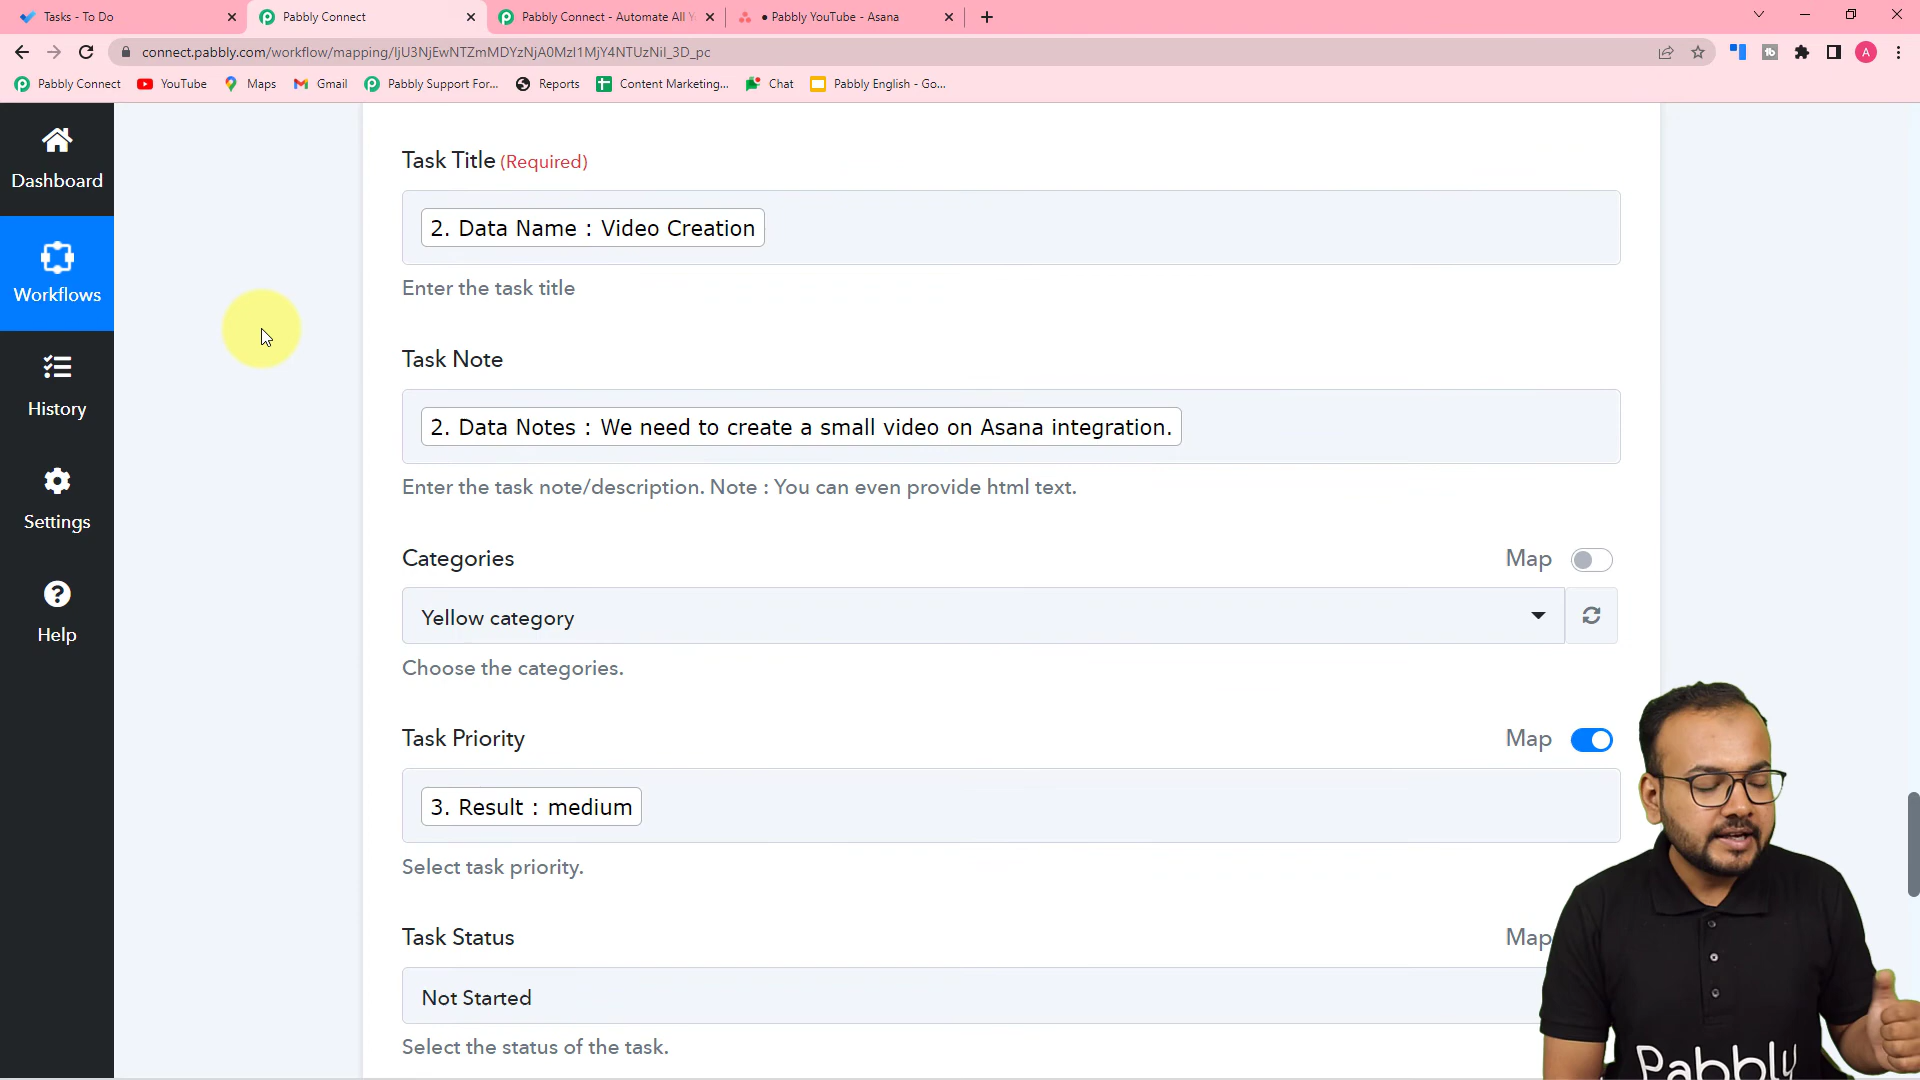 Tasks - To Do
Pabbly Connect
Pabbly Connect - Automate All Y
• Pabbly YouTube - Asana
connect.pabbly.com/workflow/mapping/IjU3NjEwNTZmMDYzNjA0MzI1MjY4NTUzNiI_3D_pc
A
Pabbly Connect
YouTube
Maps
Gmail
Pabbly Support For...
Reports
Content Marketing...
Chat
Pabbly English - Go...
Dashboard
Workflows
History
Settings
Help
Task Title (Required)
2. Data Name : Video Creation
Enter the task title
Task Note
2. Data Notes : We need to create a small video on Asana integration.
Enter the task note/description. Note : You can even provide html text.
Categories
Map
Yellow category
Choose the categories.
Task Priority
Map
3. Result : medium
Select task priority.
Task Status
Map
Not Started
Select the status of the task.
Pabbly